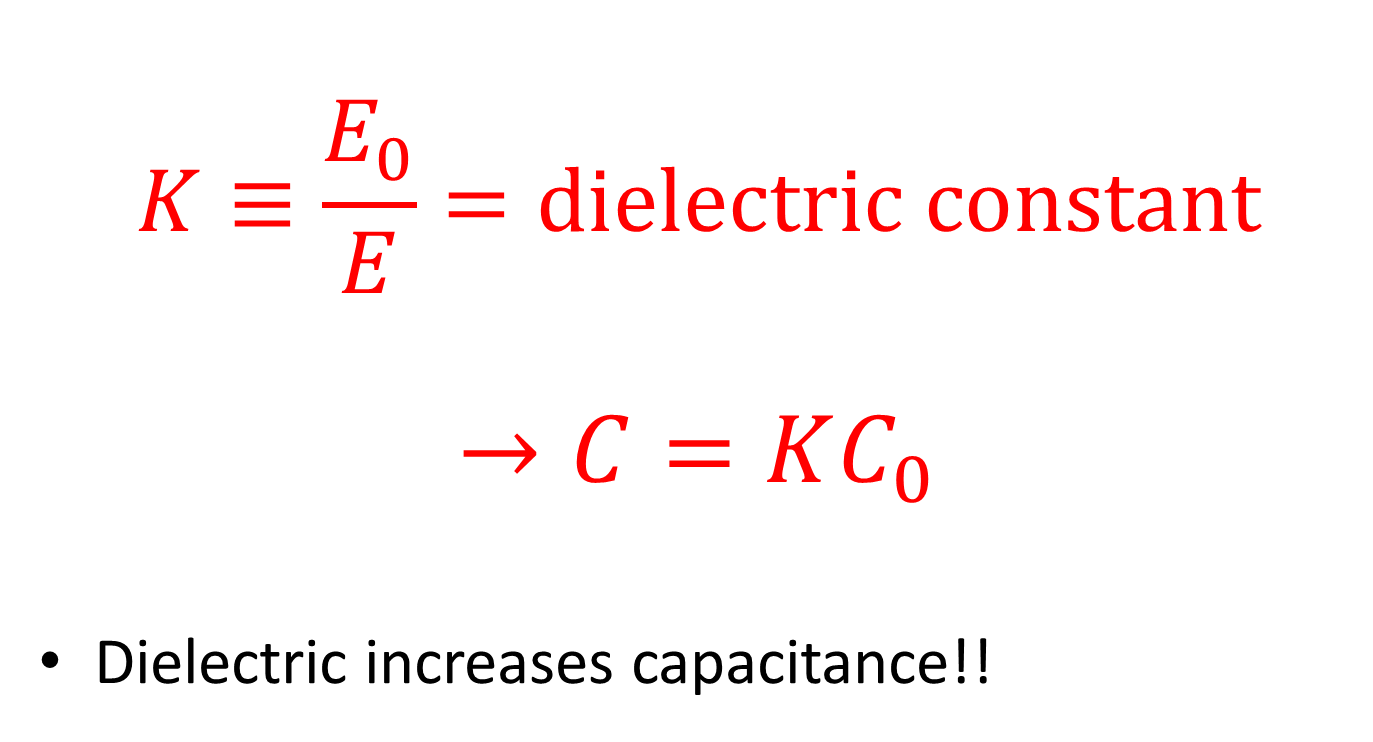 K ≡ E₀/E = dielectric constant
→ C = KC₀
• Dielectric increases capacitance!!